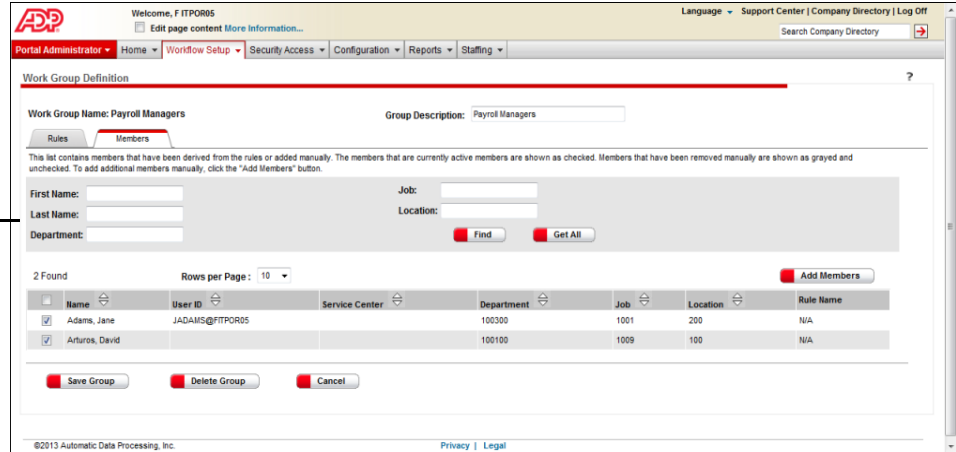 ADP
Welcome, F ITPOR05
Edit page content More Information...
Language
Support Center | Company Directory | Log Off
Search Company Directory
Portal Administrator Home Workflow Setup Security Access Configuration Reports Staffing
Work Group Definition ?
Work Group Name: Payroll Managers Group Description: Payroll Managers
Rules Members
This list contains members that have been derived from the rules or added manually. The members that are currently active members are shown as checked. Members that have been removed manually are shown as grayed and
unchecked. To add additional members manually, click the "Add Members" button.
First Name: Job:
Last Name: Location:
Department: Find Get All
2 Found Rows per Page: 10 Add Members
Name User ID Service Center Department Job Location Rule Name
Adams, Jane JADAMS@FITPOR05 100300 1001 200 N/A
Arturos, David 100100 1009 100 N/A
Save Group Delete Group Cancel
©2013 Automatic Data Processing, Inc. Privacy | Legal